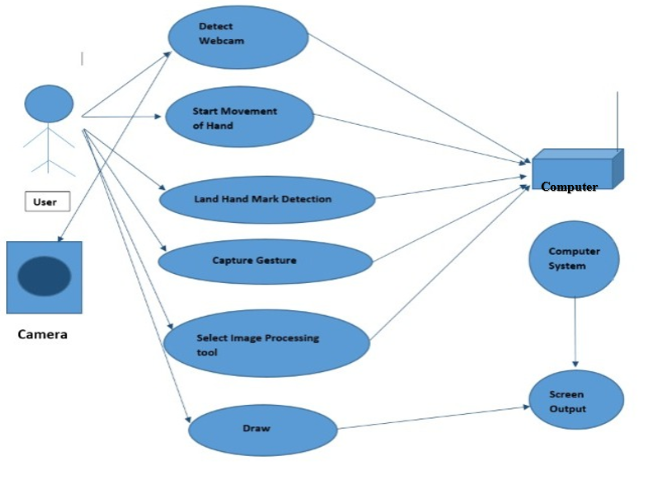 Detect
Webcam
Start Movement
of Hand
Computer
Land Hand Mark Detection
User
Computer
System
Capture Gesture
Camera
Select Image Processing
tool
Screen
Output
Draw